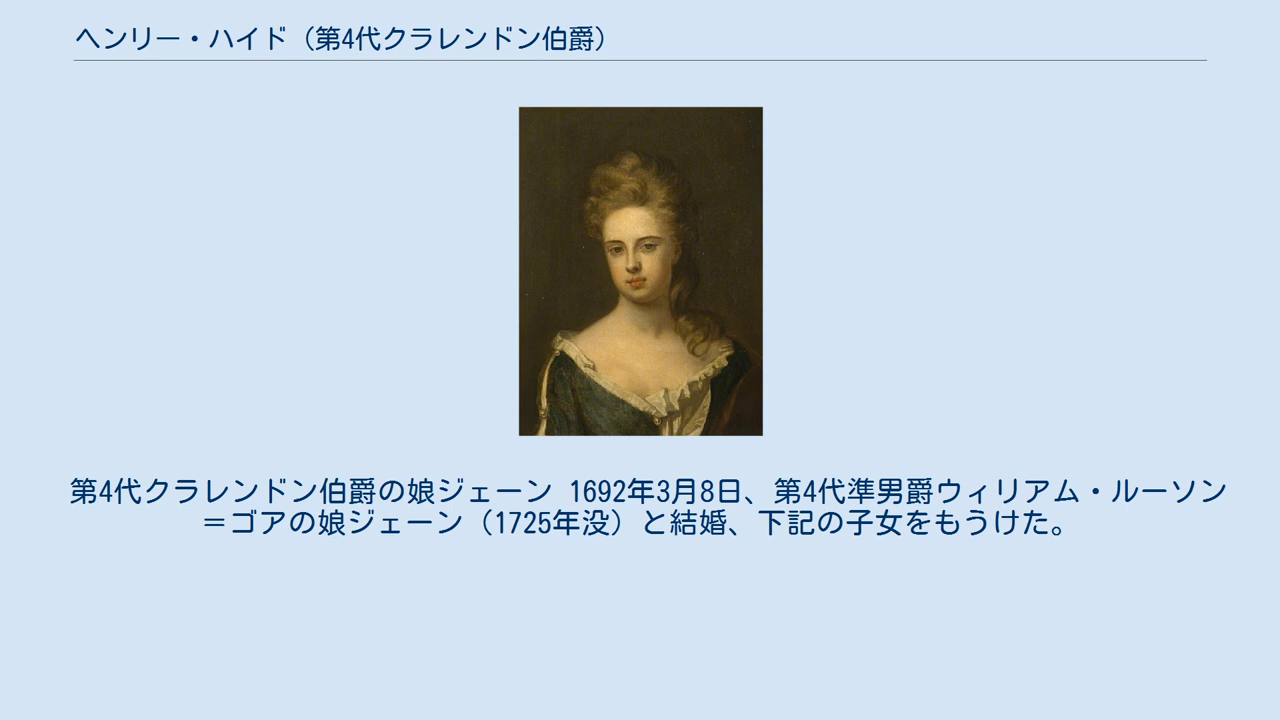 ヘンリー・ハイド（第4代クラレンドン伯爵）
第4代クラレンドン伯爵の娘ジェーン 1692年3月8日、第4代準男爵ウィリアム・ルーソン
＝ゴアの娘ジェーン（1725年没）と結婚、下記の子女をもうけた。